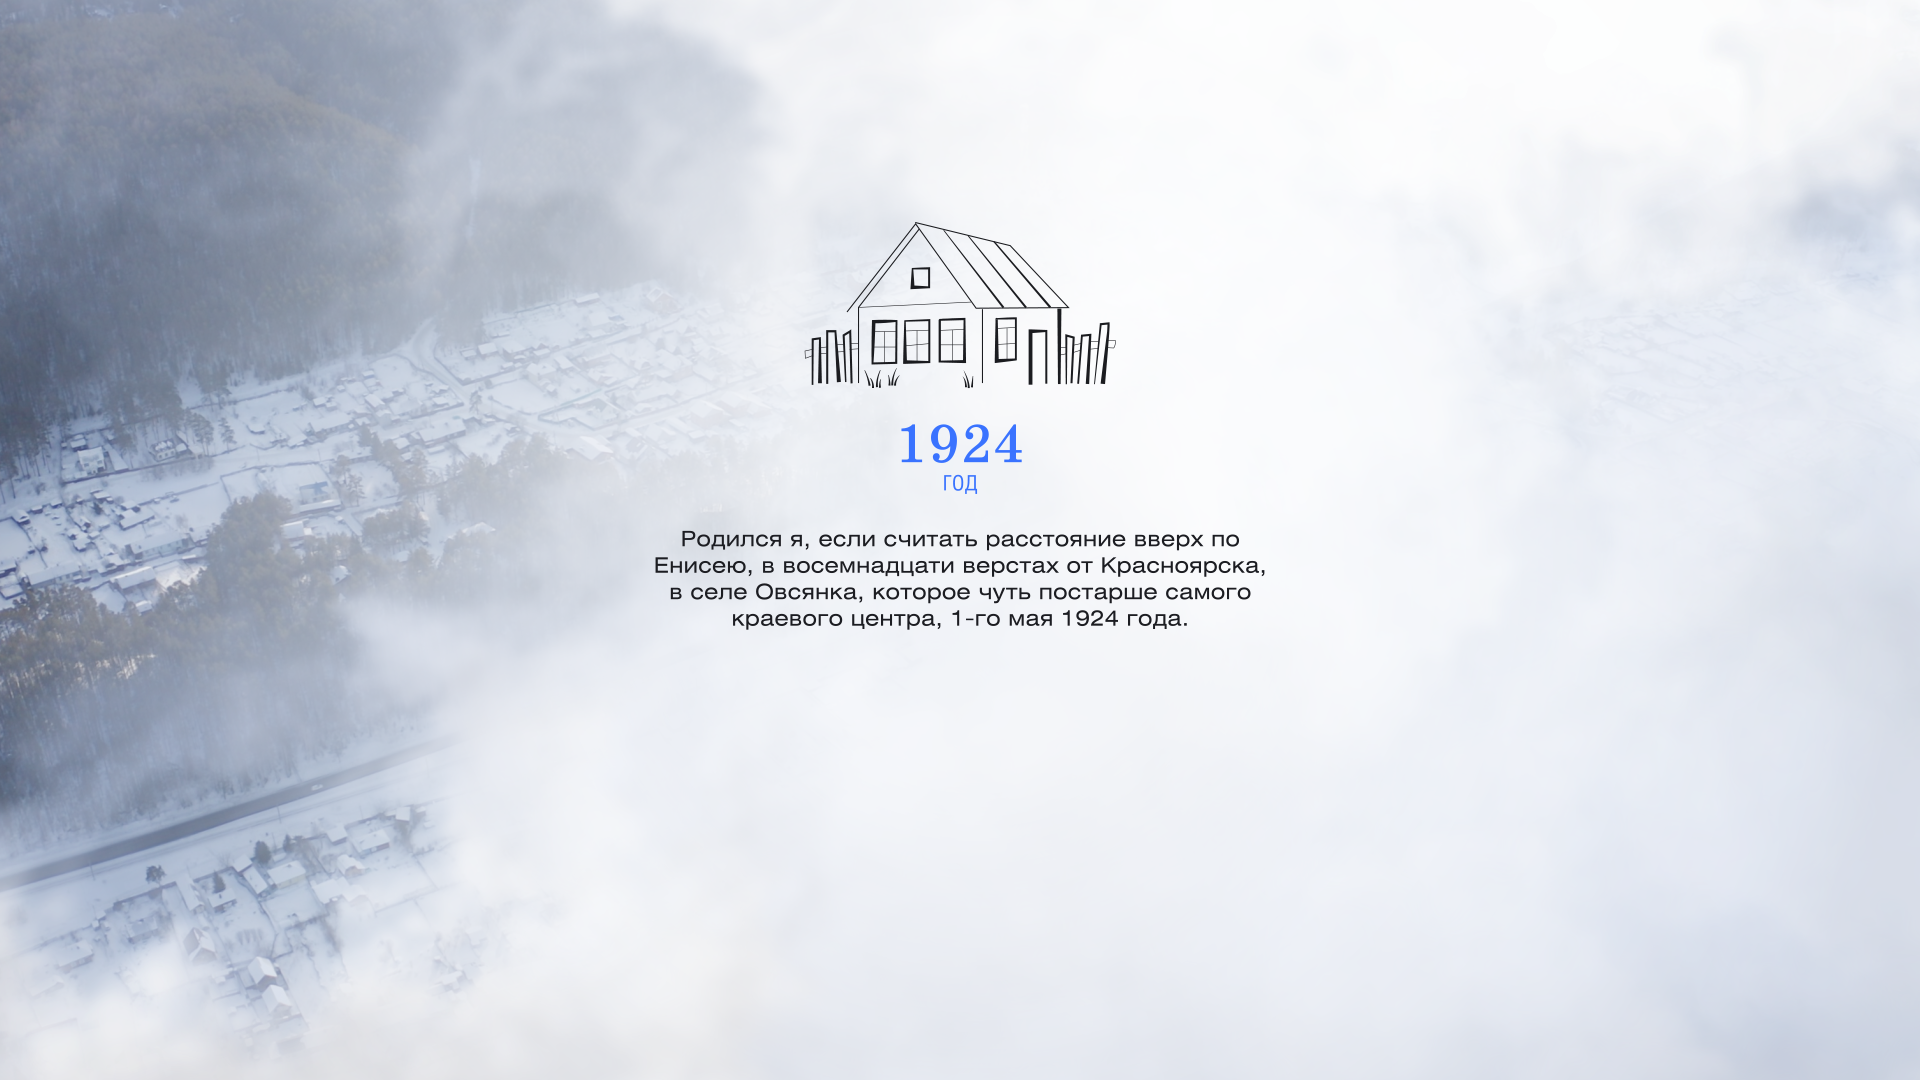 1924
ГОД
Родился я, если считать расстояние вверх по
Енисею, в восемнадцати верстах от Красноярска,
в селе Овсянка, которое чуть постарше самого
краевого центра, 1-го мая 1924 года.